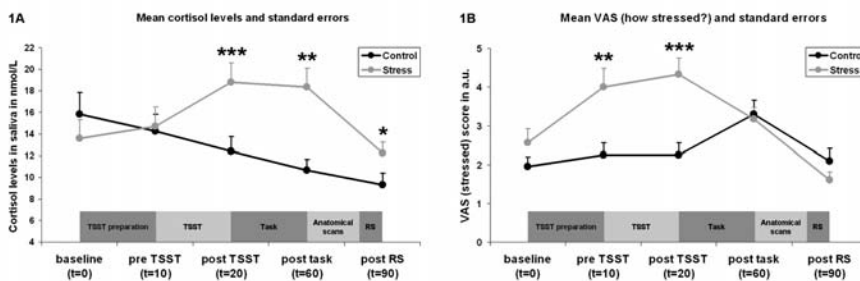 1A
Mean cortisol levels and standard errors
Cortisol levels in saliva in nmol/L
22
20
18
16
14
12
10
8
6
4
***
**
*
Control
Stress
TSST preparation
TSST
Task
Anatomical
scans
RS
baseline
(t=0)
pre TSST
(t=10)
post TSST
(t=20)
post task
(t=60)
post RS
(t=90)
1B
Mean VAS (how stressed?) and standard errors
VAS (stressed) score in a.u.
5
4
3
2
1
0
**
***
Control
Stress
TSST preparation
TSST
Task
Anatomical
scans
RS
baseline
(t=0)
pre TSST
(t=10)
post TSST
(t=20)
post task
(t=60)
post RS
(t=90)